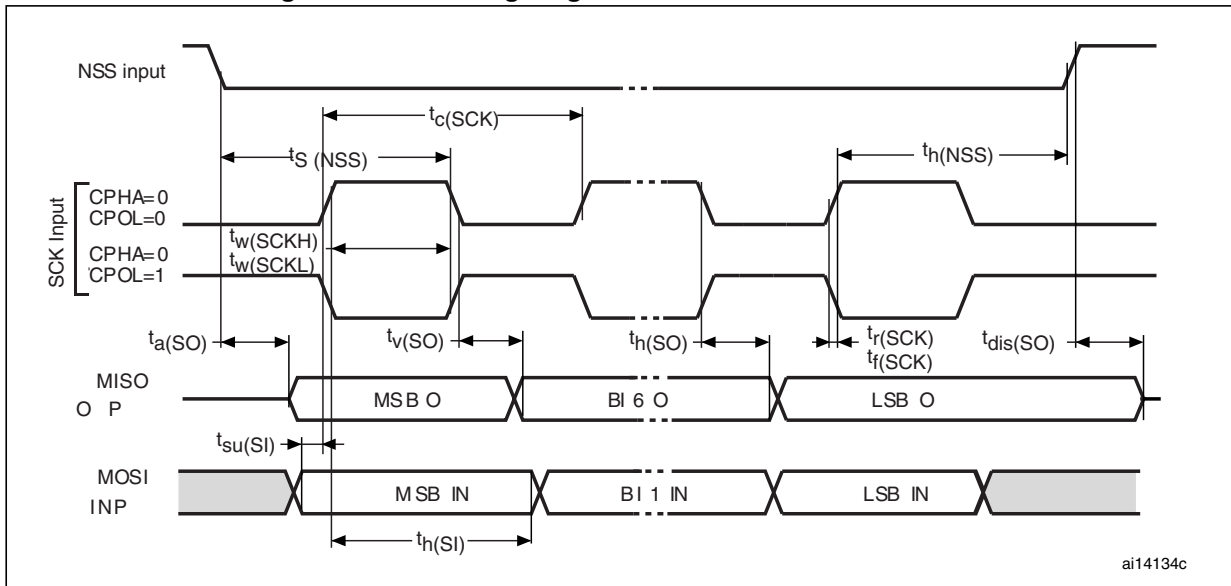 NSS input
tc(SCK)
tS (NSS)
th(NSS)
SCK Input
CPHA=0
CPOL=0
tw(SCKH)
CPHA=0
tw(SCKL)
CPOL=1
ta(SO)
tv(SO)
th(SO)
tr(SCK)
tf(SCK)
tdis(SO)
MISO
O P
MSB O
BI 6 O
LSB O
tsu(SI)
MOSI
INP
MSB IN
BI 1 IN
LSB IN
th(SI)
ai14134c